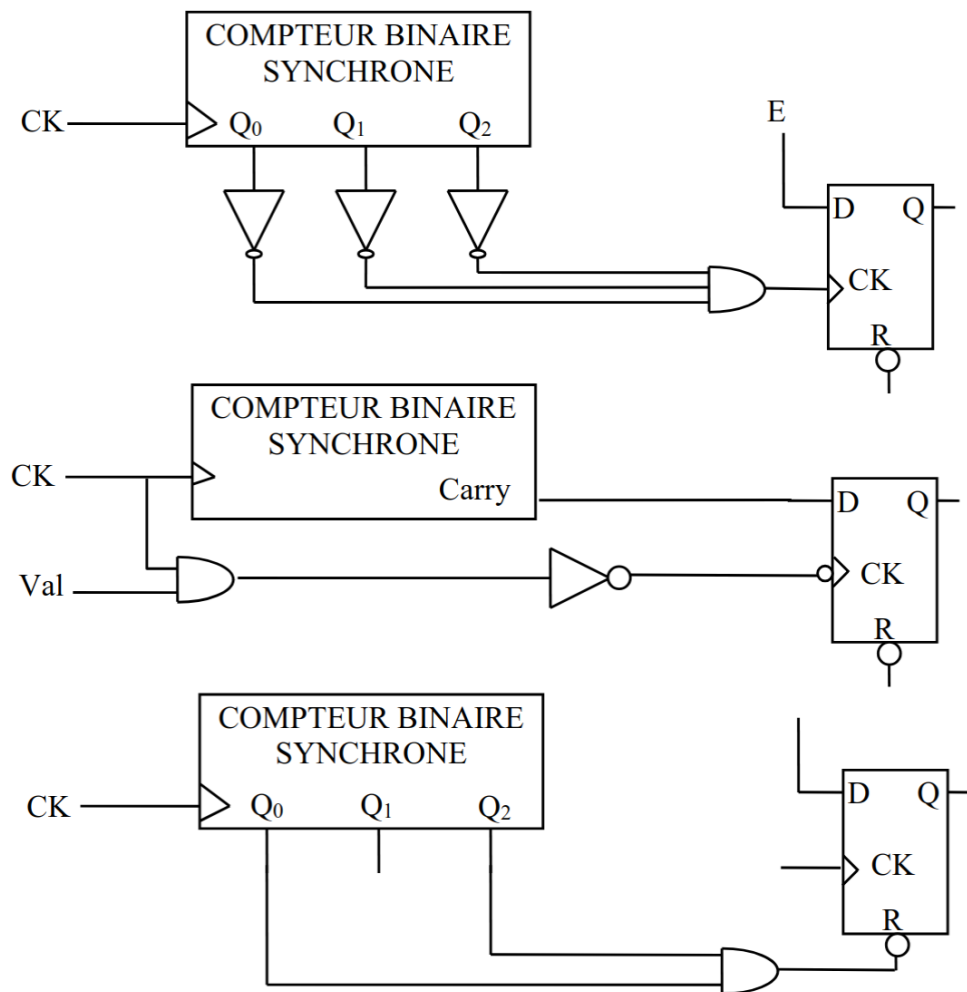 COMPTEUR BINAIRE
SYNCHRONE
CK
Q₀ Q₁ Q₂
E
D Q
CK
R
COMPTEUR BINAIRE
SYNCHRONE
CK
Carry
D Q
Val
CK
R
COMPTEUR BINAIRE
SYNCHRONE
CK
Q₀ Q₁ Q₂
D Q
CK
R